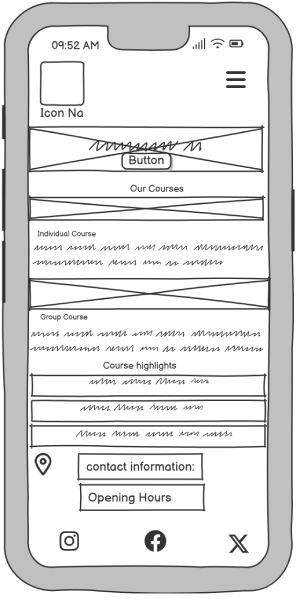 09:52 AM
Icon Na
Button
Our Courses
Individual Course
Group Course
Course highlights
contact information:
Opening Hours